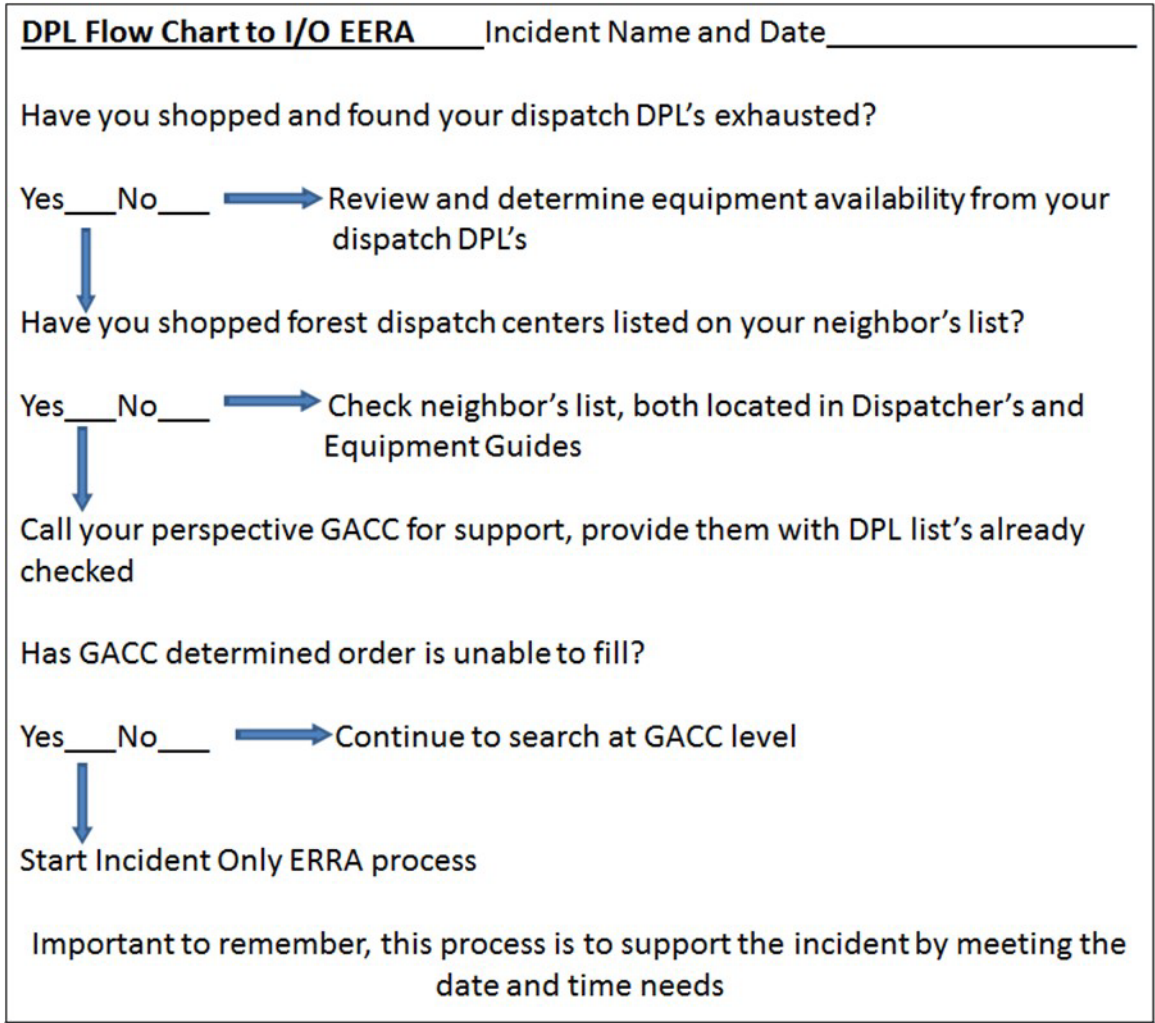 DPL Flow Chart to I/O EERA____Incident Name and Date__________________
Have you shopped and found your dispatch DPL's exhausted?
Yes___No___ Review and determine equipment availability from your
dispatch DPL's
Have you shopped forest dispatch centers listed on your neighbor's list?
Yes___No___ Check neighbor's list, both located in Dispatcher's and
Equipment Guides
Call your perspective GACC for support, provide them with DPL list's already
checked
Has GACC determined order is unable to fill?
Yes___No___ Continue to search at GACC level
Start Incident Only ERRA process
Important to remember, this process is to support the incident by meeting the
date and time needs